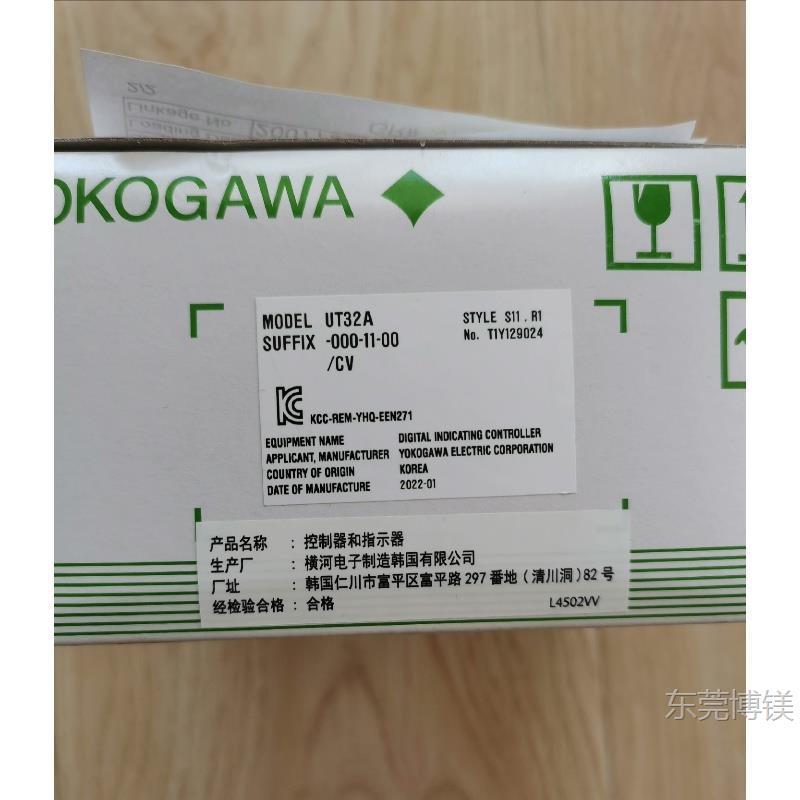 2/2
Linkage No
Loading
OKOGAWA
MODEL UT32A
SUFFIX -000-11-00
/CV
STYLE S11.R1
No. T1Y129024
KCC-REM-YHQ-EEN271
EQUIPMENT NAME DIGITAL INDICATING CONTROLLER
APPLICANT, MANUFACTURER YOKOGAWA ELECTRIC CORPORATION
COUNTRY OF ORIGIN KOREA
DATE OF MANUFACTURE 2022-01
产品名称 : 控制器和指示器
生产厂 : 横河电子制造韩国有限公司
厂址 : 韩国仁川市富平区富平路 297 番地（清川洞）82 号
经检验合格 : 合格
L4502VV
东莞博镁